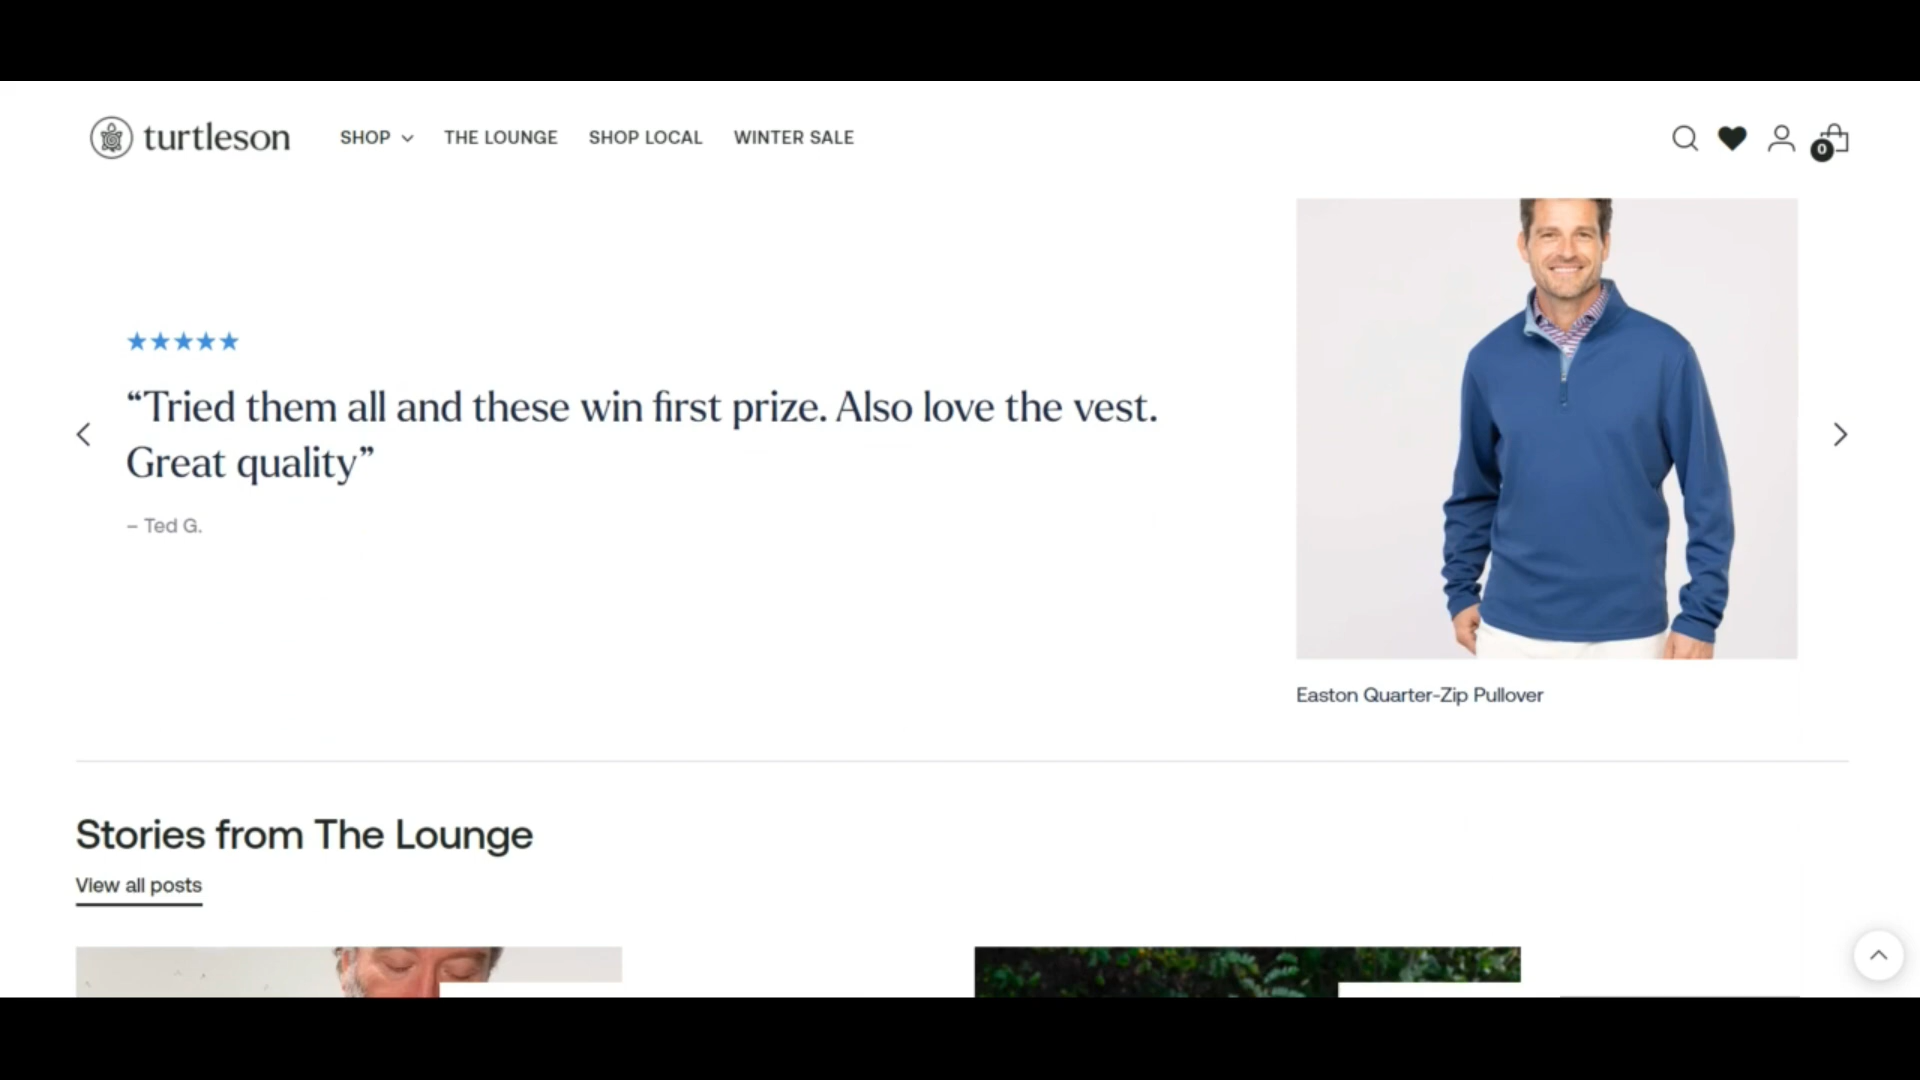 turtleson
SHOP
THE LOUNGE
SHOP LOCAL
WINTER SALE
0
“Tried them all and these win first prize. Also love the vest.
Great quality”
– Ted G.
Easton Quarter-Zip Pullover
Stories from The Lounge
View all posts